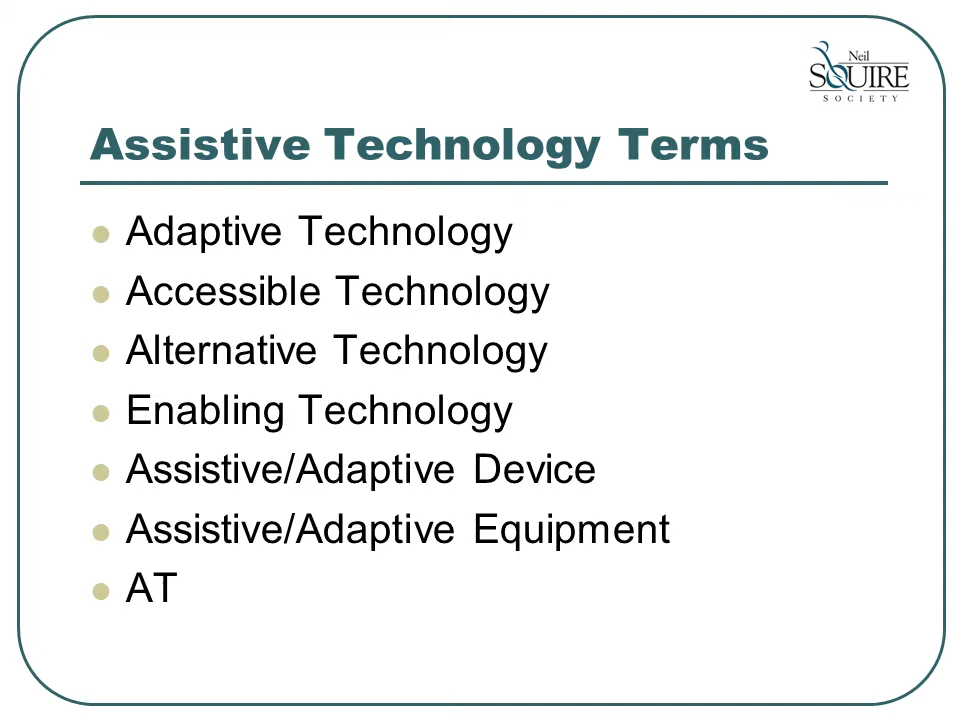 Neil
SQUIRE
SOCIETY
Assistive Technology Terms
Adaptive Technology
Accessible Technology
Alternative Technology
Enabling Technology
Assistive/Adaptive Device
Assistive/Adaptive Equipment
AT